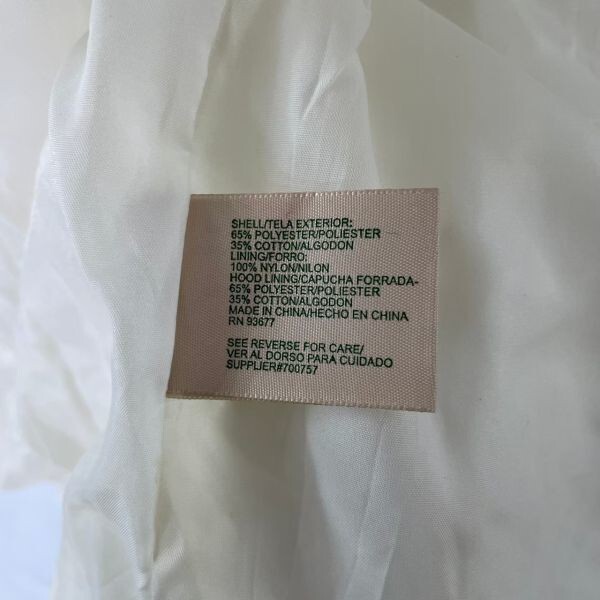 SHELL/TELA EXTERIOR:
65% POLYESTER/POLIESTER
35% COTTON/ALGODON
LINING/FORRO:
100% NYLON/NILON
HOOD LINING/CAPUCHA FORRADA-
65% POLYESTER/POLIESTER
35% COTTON/ALGODON
MADE IN CHINA/HECHO EN CHINA
RN 93677
SEE REVERSE FOR CARE/
VER AL DORSO PARA CUIDADO
SUPPLIER#700757